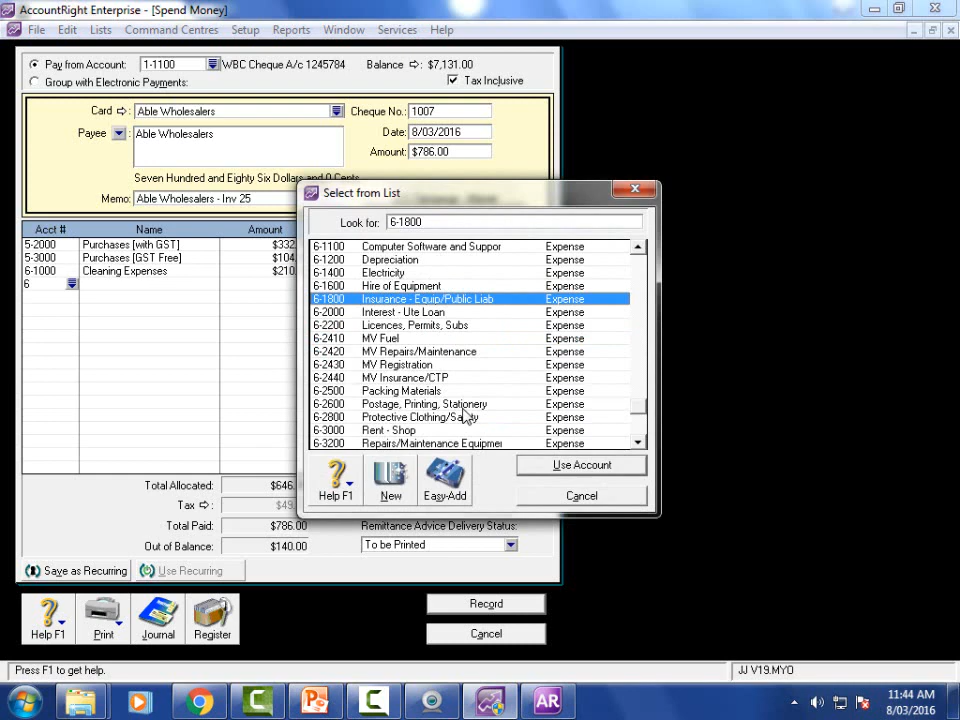 AccountRight Enterprise - [Spend Money]
File Edit Lists Command Centres Setup Reports Window Services Help
Pay from Account: 1-1100 WBC Cheque A/c 1245784 Balance ⇨: $7,131.00
Group with Electronic Payments: Tax Inclusive
Card ⇨: Able Wholesalers Cheque No.: 1007
Payee : Able Wholesalers Date: 8/03/2016
Amount: $786.00
Seven Hundred and Eighty Six Dollars and 0 Cents
Memo: Able Wholesalers - Inv 25
Acct # Name Amount
5-2000 Purchases [with GST] $332
5-3000 Purchases [GST Free] $104
6-1000 Cleaning Expenses $210
6
Total Allocated: $646.
Tax ⇨: $49
Total Paid: $786.00 Remittance Advice Delivery Status:
Out of Balance: $140.00 To be Printed
Save as Recurring Use Recurring
Help F1 Print Journal Register
Record
Cancel
Select from List
Look for: 6-1800
6-1100 Computer Software and Suppor Expense
6-1200 Depreciation Expense
6-1400 Electricity Expense
6-1600 Hire of Equipment Expense
6-1800 Insurance - Equip/Public Liab Expense
6-2000 Interest - Ute Loan Expense
6-2200 Licences, Permits, Subs Expense
6-2410 MV Fuel Expense
6-2420 MV Repairs/Maintenance Expense
6-2430 MV Registration Expense
6-2440 MV Insurance/CTP Expense
6-2500 Packing Materials Expense
6-2600 Postage, Printing, Stationery Expense
6-2800 Protective Clothing/Safety Expense
6-3000 Rent - Shop Expense
6-3200 Repairs/Maintenance Equipmer Expense
Help F1 New Easy-Add
Use Account
Cancel
Press F1 to get help. JJ V19.MYO
AR
11:44 AM
8/03/2016